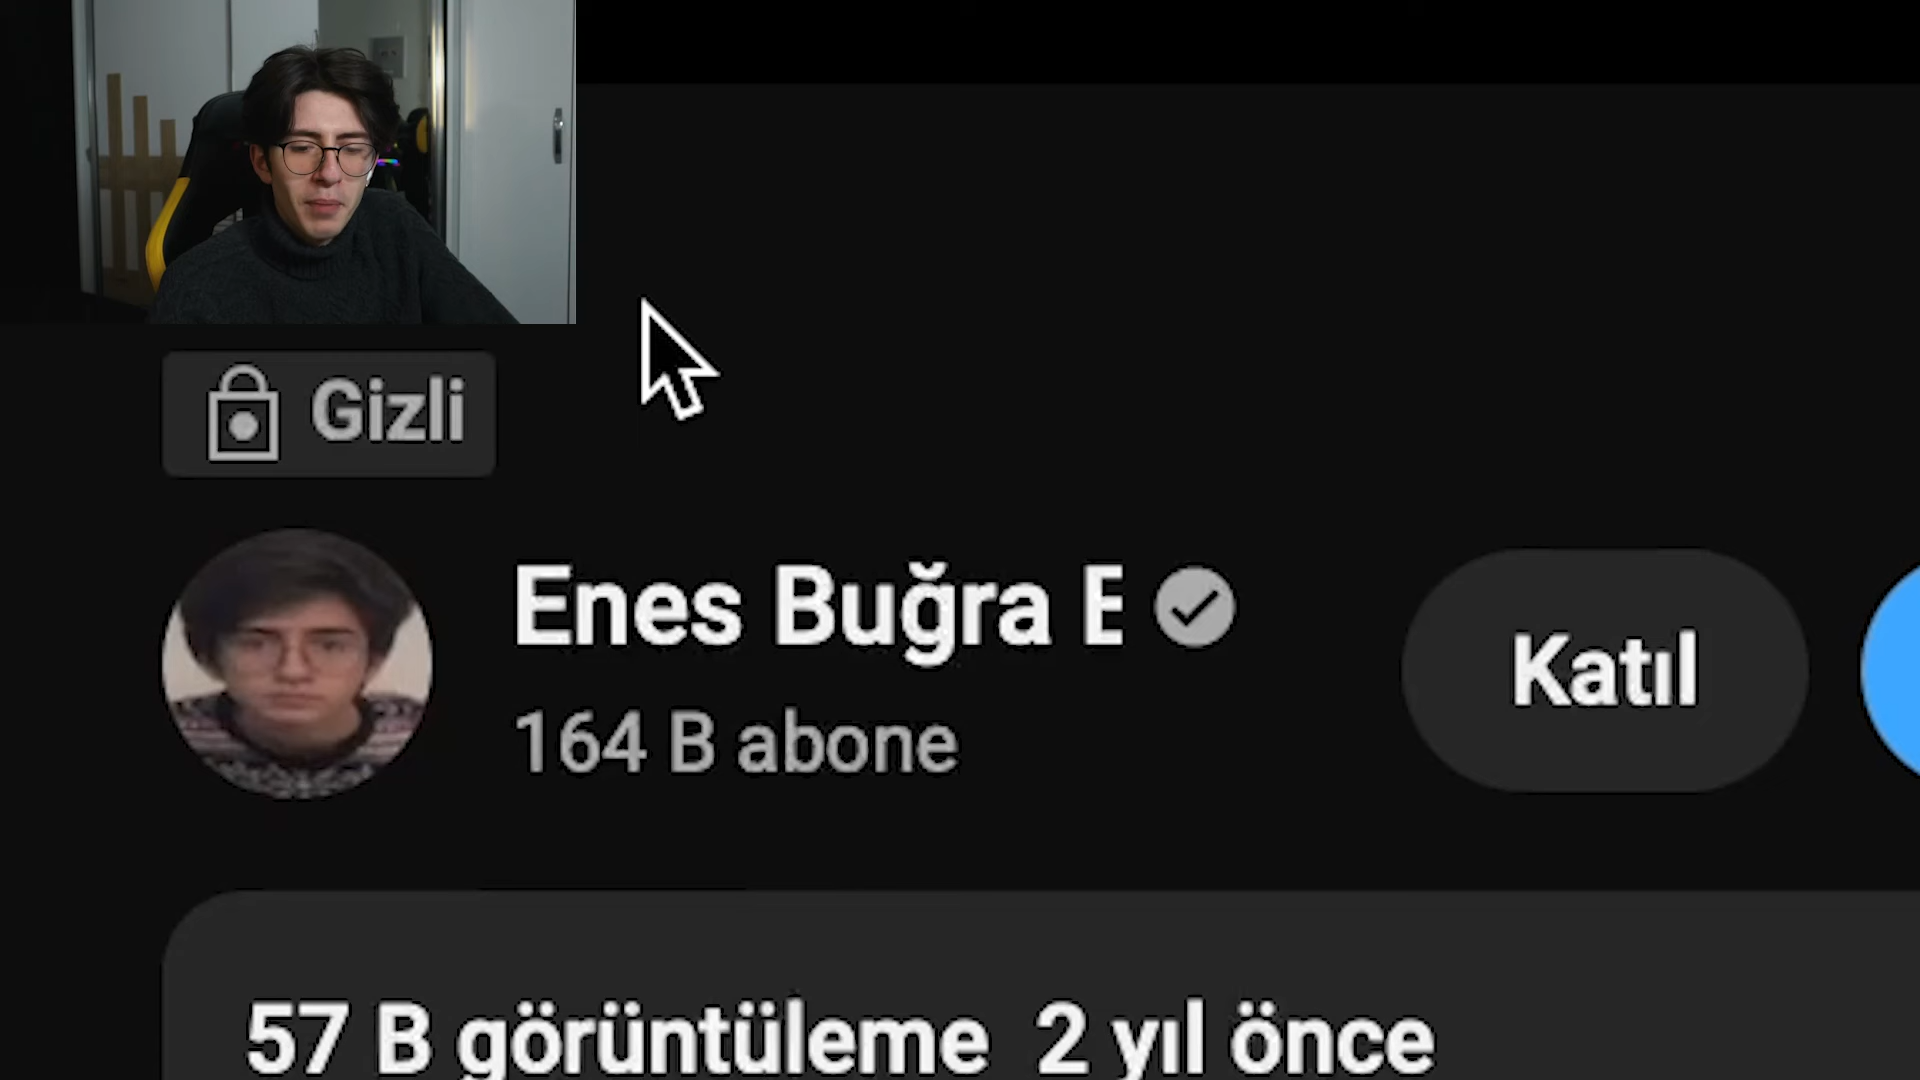 Gizli
Enes Buğra E
164 B abone
Katıl
57 B görüntüleme 2 yıl önce